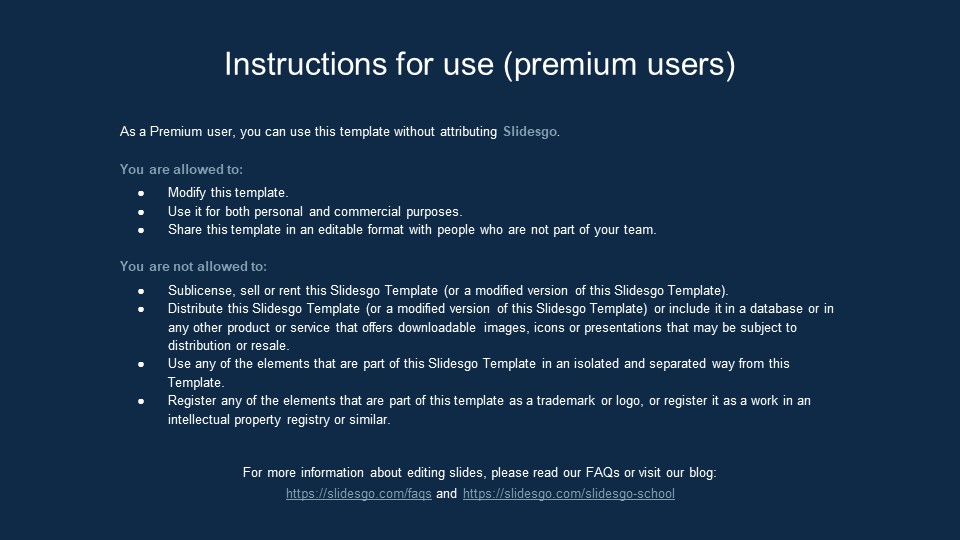 Instructions for use (premium users)
As a Premium user, you can use this template without attributing Slidesgo.
You are allowed to:
● Modify this template.
● Use it for both personal and commercial purposes.
● Share this template in an editable format with people who are not part of your team.
You are not allowed to:
● Sublicense, sell or rent this Slidesgo Template (or a modified version of this Slidesgo Template).
● Distribute this Slidesgo Template (or a modified version of this Slidesgo Template) or include it in a database or in
any other product or service that offers downloadable images, icons or presentations that may be subject to
distribution or resale.
● Use any of the elements that are part of this Slidesgo Template in an isolated and separated way from this
Template.
● Register any of the elements that are part of this template as a trademark or logo, or register it as a work in an
intellectual property registry or similar.
For more information about editing slides, please read our FAQs or visit our blog:
https://slidesgo.com/faqs and https://slidesgo.com/slidesgo-school